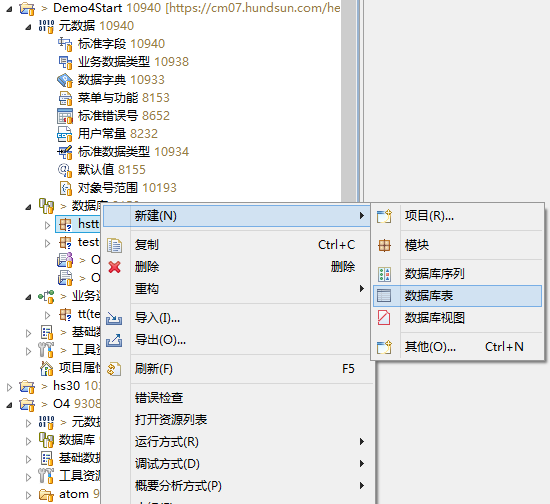 > Demo4Start 10940 [https://cm07.hundsun.com/he
元数据 10940
标准字段 10940
业务数据类型 10938
数据字典 10933
菜单与功能 8153
标准错误号 8652
用户常量 8232
标准数据类型 10934
默认值 8155
对象号范围 10193
> 数据库
hstt
test
> O
> O
> 业务逻
tt(te
> 基础数
> 工具资
项目属性
> hs30 103
> O4 9308
> 元数据
数据库 9
基础数据
工具资源
atom 9
新建(N)
复制 Ctrl+C
删除 删除
重构
导入(I)...
导出(O)...
刷新(F) F5
错误检查
打开资源列表
运行方式(R)
调试方式(D)
概要分析方式(P)
项目(R)...
模块
数据库序列
数据库表
数据库视图
其他(O)... Ctrl+N